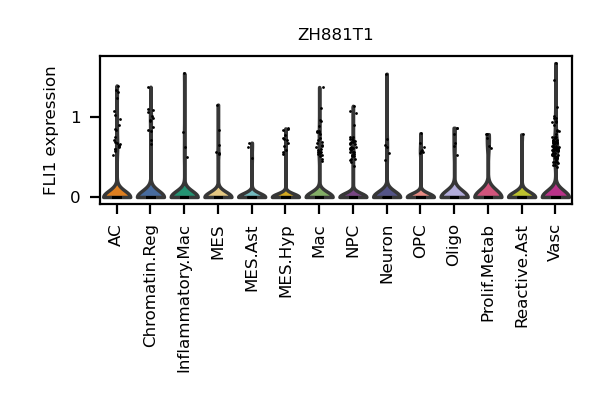 ZH881T1
FLI1 expression
1
0
AC
Chromatin.Reg
Inflammatory.Mac
MES
MES.Ast
MES.Hyp
Mac
NPC
Neuron
OPC
Oligo
Prolif.Metab
Reactive.Ast
Vasc